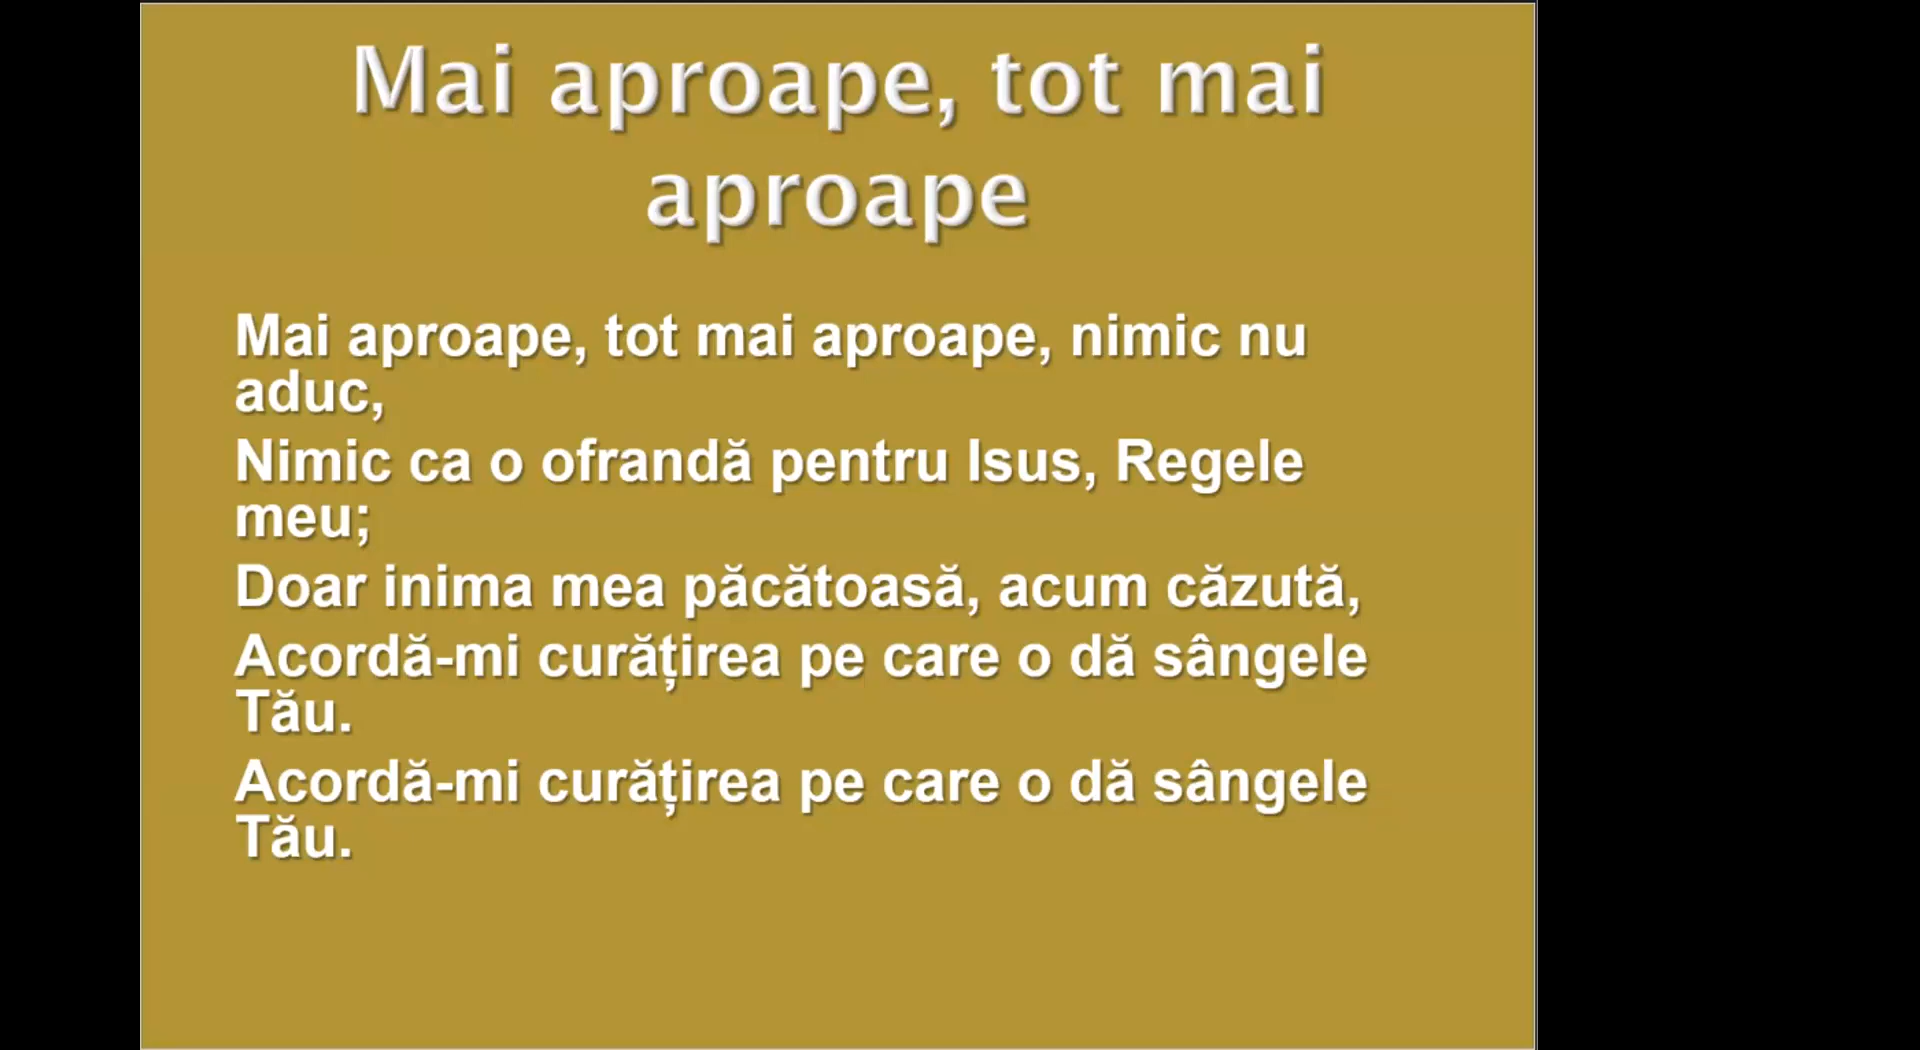 Mai aproape, tot mai
aproape
Mai aproape, tot mai aproape, nimic nu
aduc,
Nimic ca o ofrandă pentru Isus, Regele
meu;
Doar inima mea păcătoasă, acum căzută,
Acordă-mi curățirea pe care o dă sângele
Tău.
Acordă-mi curățirea pe care o dă sângele
Tău.